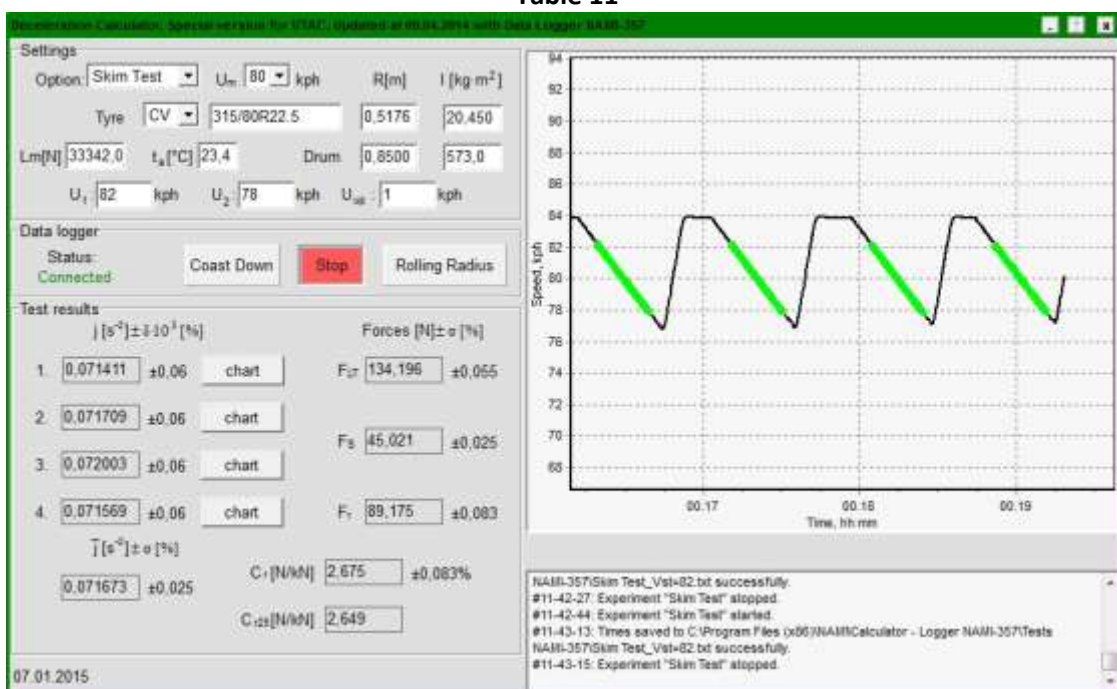 Table 11
Deceleration Calculator. Special version for UTAC. Updated at 09.04.2014 with Data Logger NAMI-357
Settings
Option: Skim Test Um 80 kph R[m] I [kg·m²]
Tyre CV 315/80R22.5 0,5176 20,450
Lm[N] 33342,0 ta[°C] 23,4 Drum 0,8500 573,0
U1 82 kph U2: 78 kph : 1 kph
Data logger
Status:
Connected
Coast Down Stop Rolling Radius
Test results
j [s⁻²]± 10³ [%] Forces [N]± σ [%]
1. 0,071411 ±0,06 chart 134,196 ±0,055
2. 0,071709 ±0,06 chart
Fs 45,021 ±0,025
3. 0,072003 ±0,06 chart
4. 0,071569 ±0,06 chart Fr 89,175 ±0,083
j [s⁻²]± σ [%]
0,071673 ±0,025
Cr[N/kN] 2,675 ±0,083%
Cr25[N/kN] 2,649
07.01.2015
94
92
90
88
86
84
82
80
78
76
74
72
70
68
Speed, kph
00.17 00.18 00.19
Time, hh mm
NAMI-357\Skim Test_Vst=82.txt successfully.
#11-42-27: Experiment "Skim Test" stopped.
#11-42-44: Experiment "Skim Test" started.
#11-43-13: Times saved to C:\Program Files (x86)\NAMI\Calculator - Logger NAMI-357\Tests
NAMI-357\Skim Test_Vst=82.txt successfully.
#11-43-15: Experiment "Skim Test" stopped.